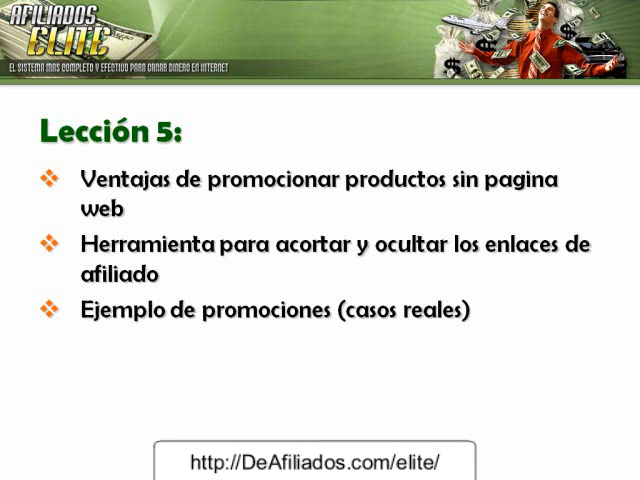 AFILIADOS
ELITE
EL SISTEMA MAS COMPLETO Y EFECTIVO PARA GANAR DINERO EN INTERNET
Lección 5:
Ventajas de promocionar productos sin pagina
web
Herramienta para acortar y ocultar los enlaces de
afiliado
Ejemplo de promociones (casos reales)
http://DeAfiliados.com/elite/